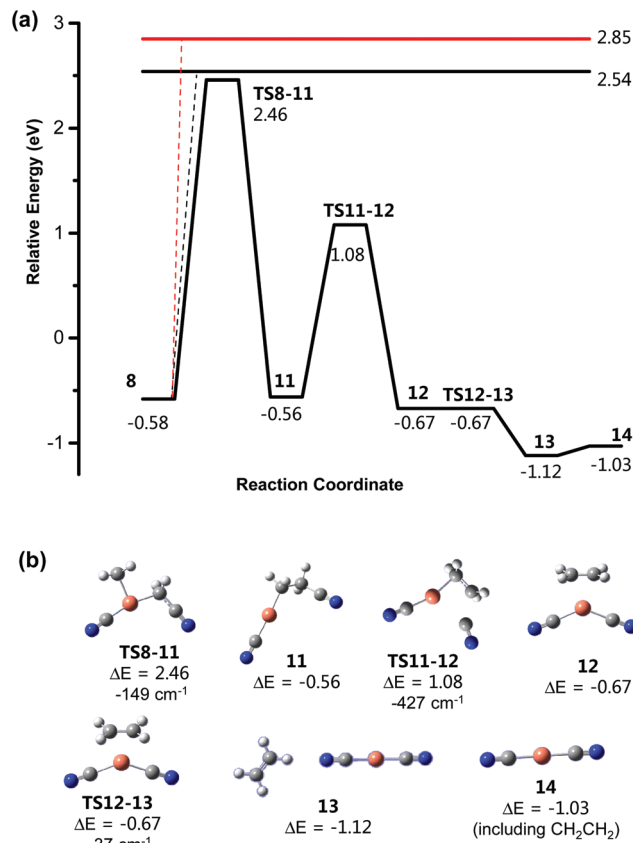 (a)
3
2
1
0
-1
Relative Energy (eV)
2.85
2.54
TS8-11
2.46
TS11-12
1.08
8
-0.58
11
-0.56
12
-0.67
TS12-13
-0.67
13
-1.12
14
-1.03
Reaction Coordinate
(b)
TS8-11
ΔE = 2.46
-149 cm⁻¹
11
ΔE = -0.56
TS11-12
ΔE = 1.08
-427 cm⁻¹
12
ΔE = -0.67
TS12-13
ΔE = -0.67
13
ΔE = -1.12
14
ΔE = -1.03
(including CH₂CH₂)